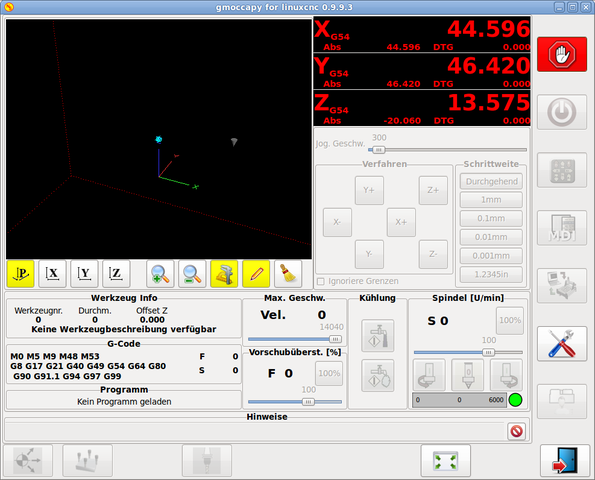 gmoccapy for linuxcnc 0.9.9.3
X G54 44.596
Abs 44.596 DTG 0.000
Y G54 46.420
Abs 46.420 DTG 0.000
Z G54 13.575
Abs -20.060 DTG 0.000
Jog. Geschw. 300
Verfahren
Y+ Z+
X- X+
Y- Z-
Ignoriere Grenzen
Schrittweite
Durchgehend
1mm
0.1mm
0.01mm
0.001mm
1.2345in
MDI
X
P X Y Z
Werkzeug Info
Werkzeugnr. Durchm. Offset Z
0 0 0.000
Keine Werkzeugbeschreibung verfügbar
G-Code
M0 M5 M9 M48 M53 F 0
G8 G17 G21 G40 G49 G54 G64 G80 S 0
G90 G91.1 G94 G97 G99
Programm
Kein Programm geladen
Max. Geschw.
Vel. 0
14040
Vorschubüberst. [%]
F 0 100%
100
Kühlung
Spindel [U/min]
S 0 100%
100
0 0 6000
Hinweise